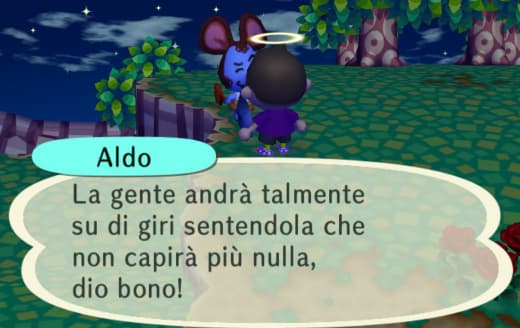 Aldo
La gente andrà talmente
su di giri sentendola che
non capirà più nulla,
dio bono!